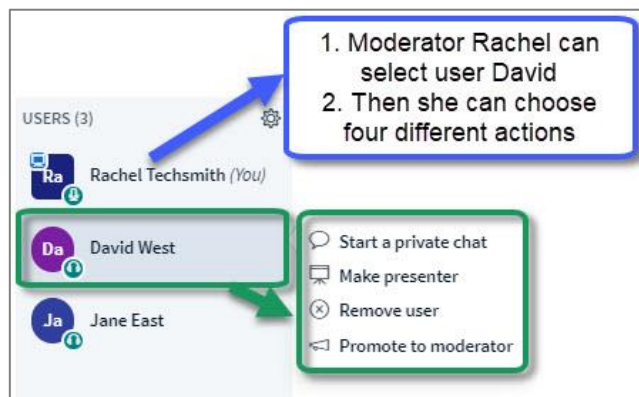 1. Moderator Rachel can
select user David
2. Then she can choose
four different actions
USERS (3)
Ra
Rachel Techsmith (You)
Da
David West
Ja
Jane East
Start a private chat
Make presenter
Remove user
Promote to moderator